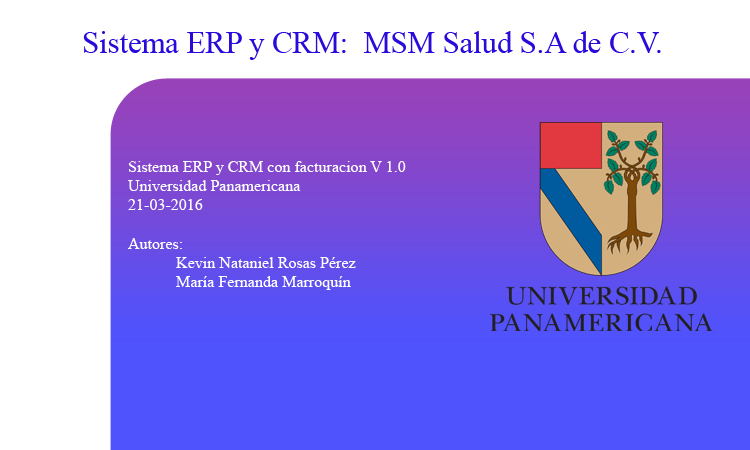 Sistema ERP y CRM:  MSM Salud S.A de C.V.
Sistema ERP y CRM con facturacion V 1.0
Universidad Panamericana
21-03-2016
Autores:
Kevin Nataniel Rosas Pérez
María Fernanda Marroquín
UNIVERSIDAD
PANAMERICANA